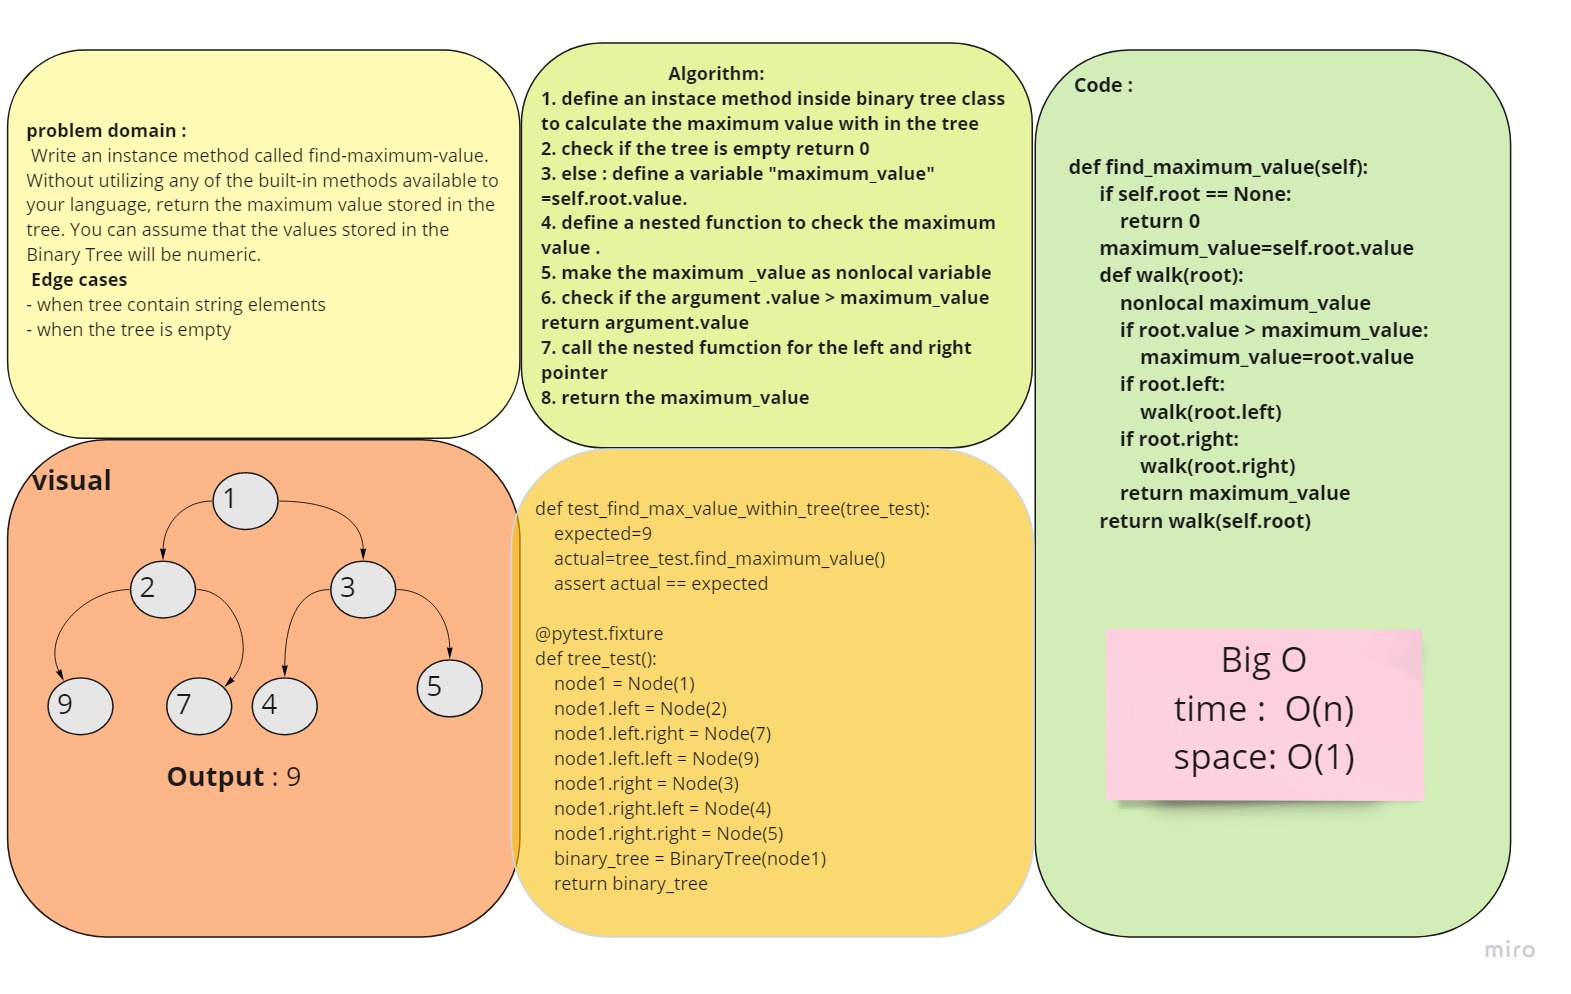 problem domain :
Write an instance method called find-maximum-value.
Without utilizing any of the built-in methods available to
your language, return the maximum value stored in the
tree. You can assume that the values stored in the
Binary Tree will be numeric.
Edge cases
- when tree contain string elements
- when the tree is empty
Algorithm:
1. define an instace method inside binary tree class
to calculate the maximum value with in the tree
2. check if the tree is empty return 0
3. else : define a variable "maximum_value"
=self.root.value.
4. define a nested function to check the maximum
value .
5. make the maximum _value as nonlocal variable
6. check if the argument .value > maximum_value
return argument.value
7. call the nested fumction for the left and right
pointer
8. return the maximum_value
Code :
def find_maximum_value(self):
if self.root == None:
return 0
maximum_value=self.root.value
def walk(root):
nonlocal maximum_value
if root.value > maximum_value:
maximum_value=root.value
if root.left:
walk(root.left)
if root.right:
walk(root.right)
return maximum_value
return walk(self.root)
visual
1
2
3
9
7
4
5
Output : 9
def test_find_max_value_within_tree(tree_test):
expected=9
actual=tree_test.find_maximum_value()
assert actual == expected
@pytest.fixture
def tree_test():
node1 = Node(1)
node1.left = Node(2)
node1.left.right = Node(7)
node1.left.left = Node(9)
node1.right = Node(3)
node1.right.left = Node(4)
node1.right.right = Node(5)
binary_tree = BinaryTree(node1)
return binary_tree
Big O
time : O(n)
space: O(1)
miro